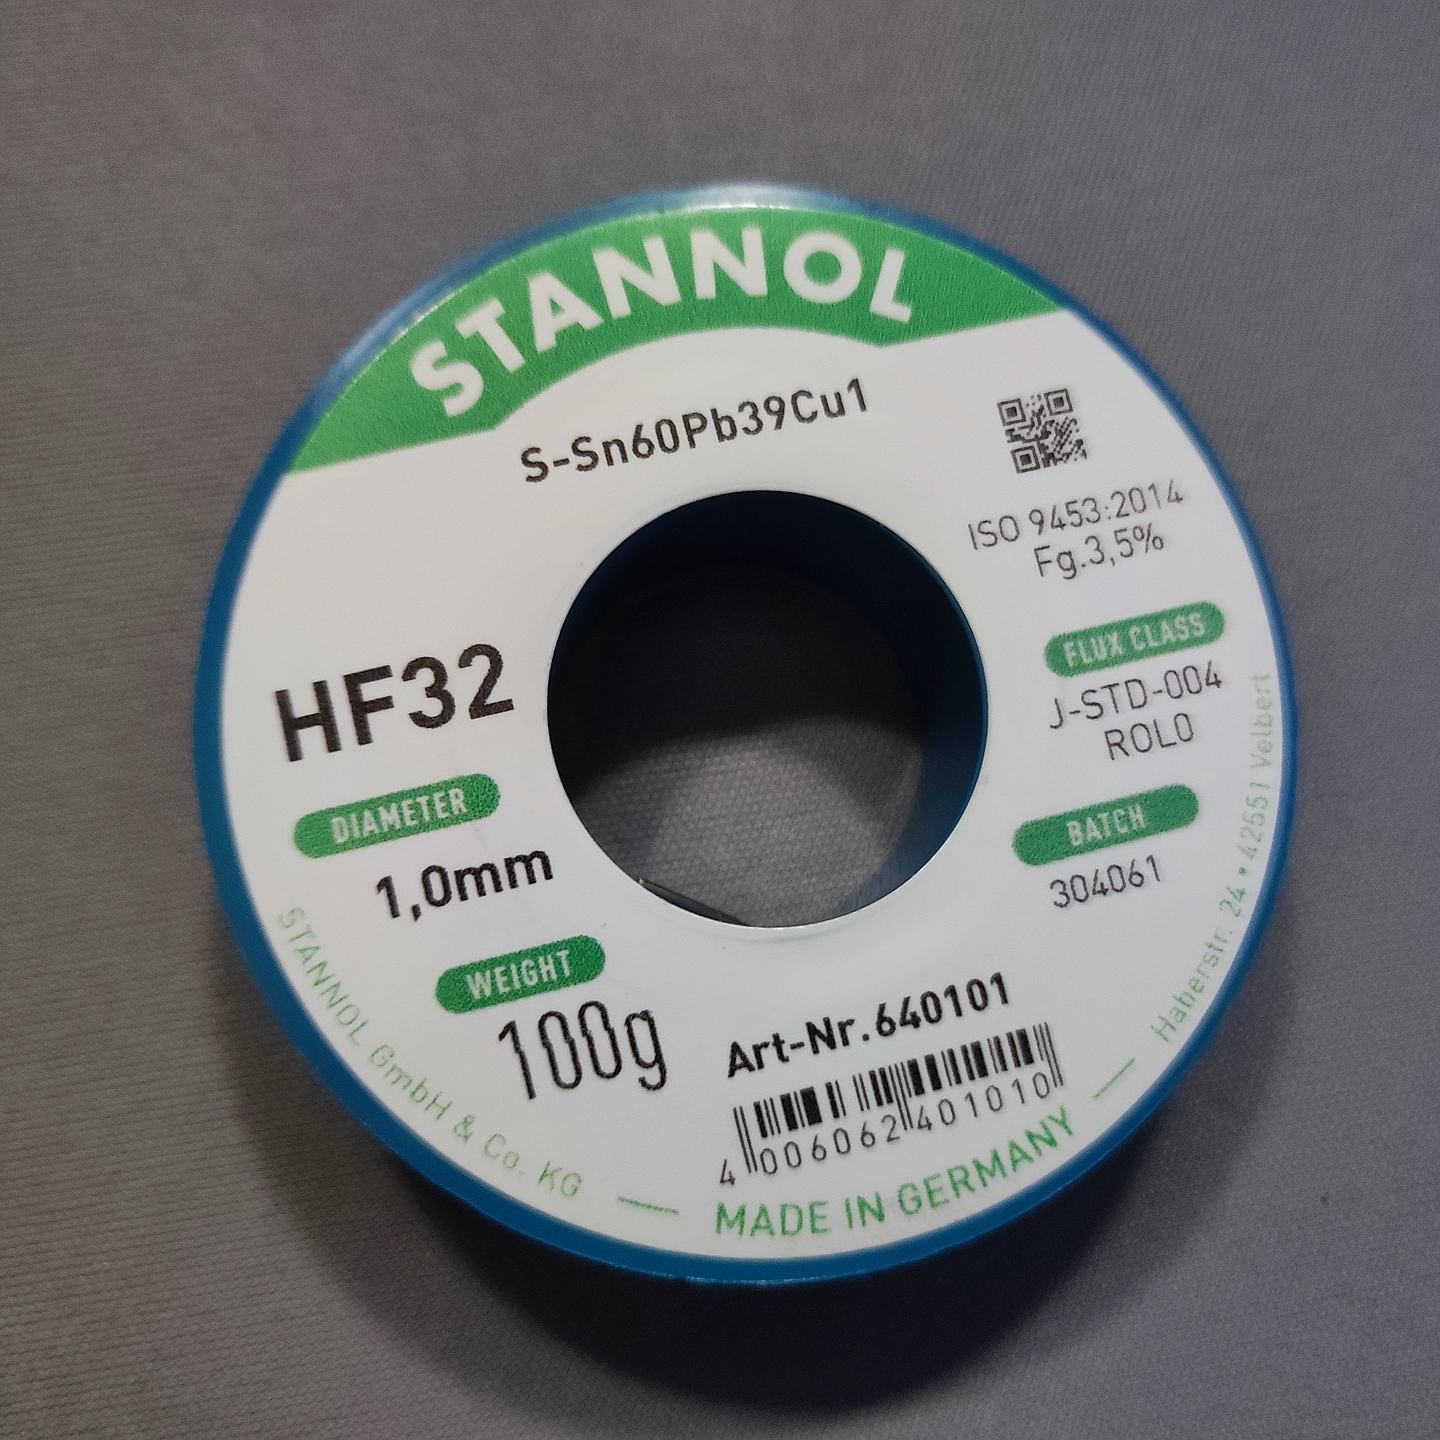 STANNOL
S-Sn60Pb39Cu1
ISO 9453:2014
Fg.3,5%
HF32
FLUX CLASS
J-STD-004
ROL0
DIAMETER
1,0mm
BATCH
304061
WEIGHT
100g
Art-Nr.640101
4 006062 401010
STANNOL GmbH & Co. KG
MADE IN GERMANY
Haberstr. 24 • 42551 Velbert